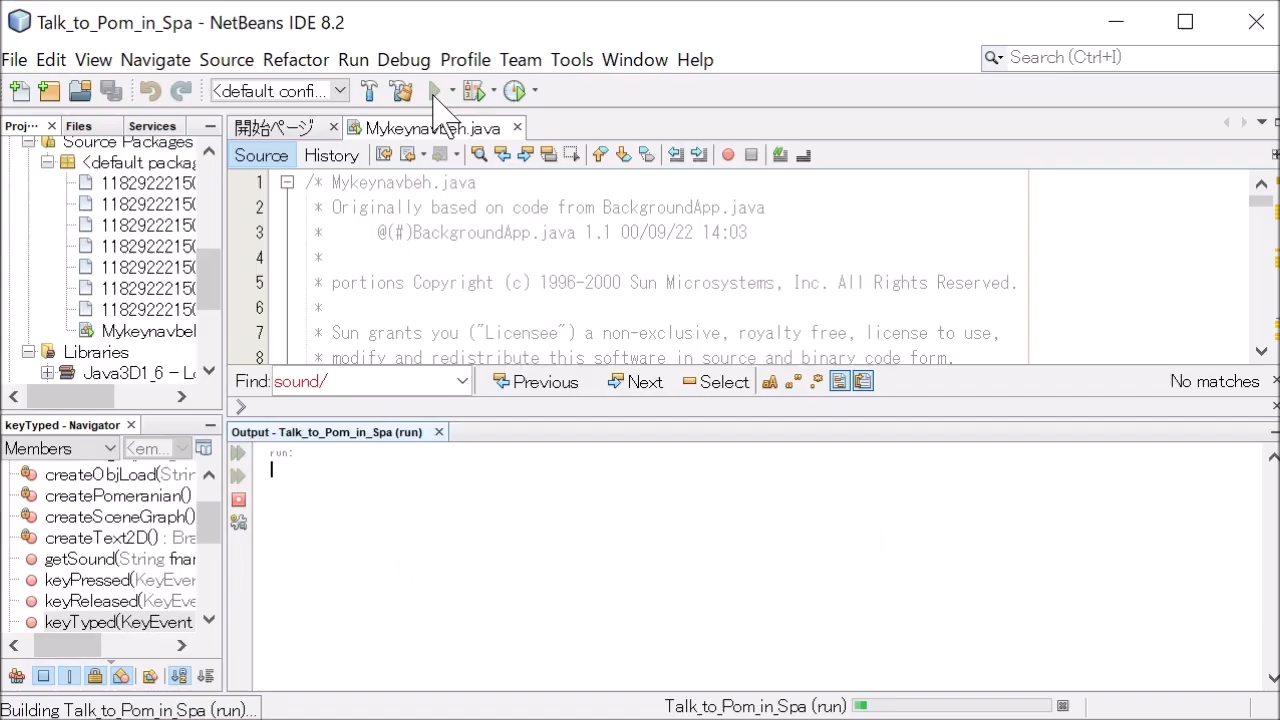 Talk_to_Pom_in_Spa - NetBeans IDE 8.2
File Edit View Navigate Source Refactor Run Debug Profile Team Tools Window Help
Search (Ctrl+I)
<default confi...
Proj... × Files Services
開始ページ × Mykeynavbeh.java ×
Source History
Source Packages
<default packag
1182922215
1182922215
1182922215
1182922215
1182922215
1182922215
1182922215
Mykeynavbeh
Libraries
Java3D1_6 - Lo
1 /* Mykeynavbeh.java
2 * Originally based on code from BackgroundApp.java
3 * @(#)BackgroundApp.java 1.1 00/09/22 14:03
4 *
5 * portions Copyright (c) 1996-2000 Sun Microsystems, Inc. All Rights Reserved.
6 *
7 * Sun grants you ("Licensee") a non-exclusive, royalty free, license to use,
8 * modify and redistribute this software in source and binary code form,
Find: sound/ Previous Next Select No matches
keyTyped - Navigator ×
Members <em...
createObjLoad(Strin
createPomeranian()
createSceneGraph()
createText2D() : Bra
getSound(String fnam
keyPressed(KeyEven
keyReleased(KeyEve
keyTyped(KeyEvent
Output - Talk_to_Pom_in_Spa (run) ×
run:
Building Talk_to_Pom_in_Spa (run)...
Talk_to_Pom_in_Spa (run)